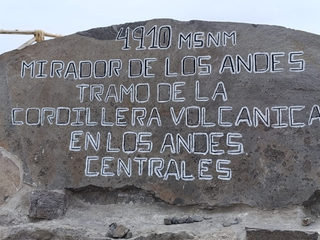 4910 MSNM
MIRADOR DE LOS ANDES
TRAMO DE LA
CORDILLERA VOLCANICA
EN LOS ANDES
CENTRALES